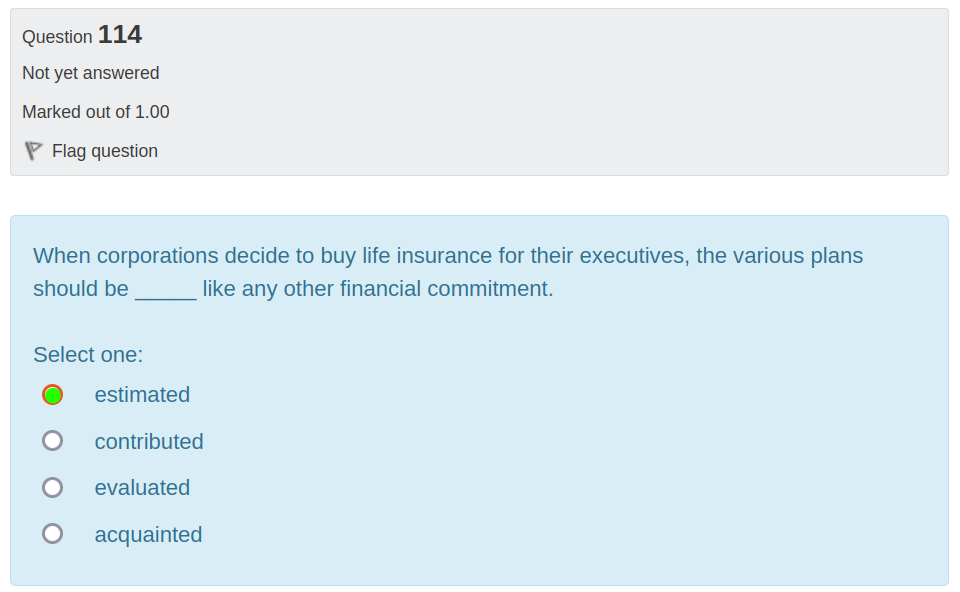 Question 114
Not yet answered
Marked out of 1.00
Flag question
When corporations decide to buy life insurance for their executives, the various plans
should be _____ like any other financial commitment.
Select one:
estimated
contributed
evaluated
acquainted